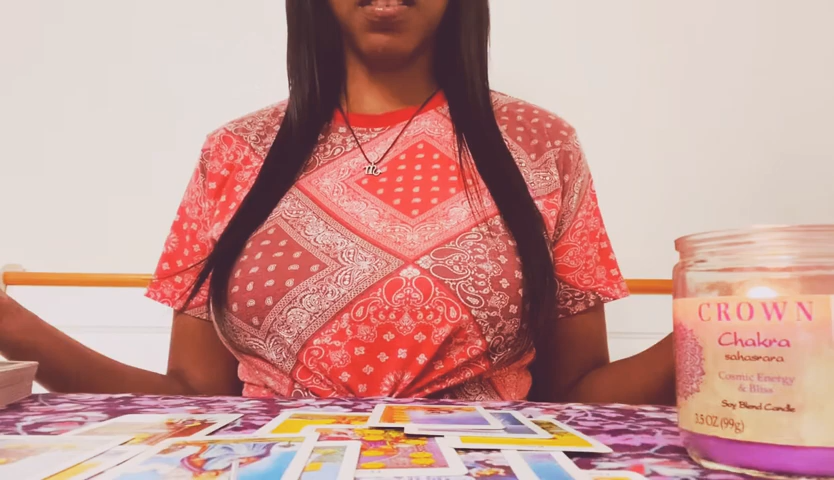 CROWN
Chakra
sahasrara
Cosmic Energy
& Bliss
Soy Blend Candle
3.5 OZ (99g)